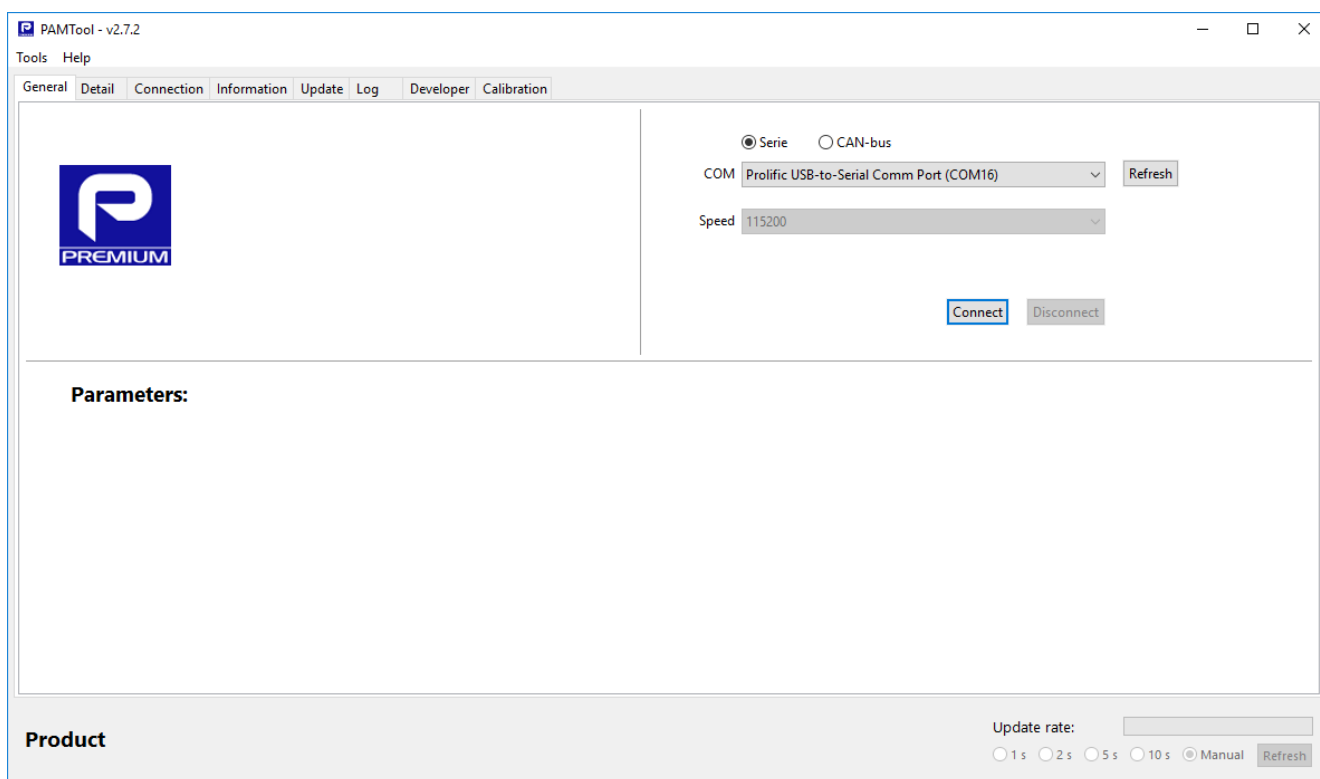 PAMTool - v2.7.2
Tools Help
General Detail Connection Information Update Log Developer Calibration
Serie CAN-bus
COM Prolific USB-to-Serial Comm Port (COM16) Refresh
Speed 115200
PREMIUM
Connect Disconnect
Parameters:
Product
Update rate:
1 s 2 s 5 s 10 s Manual Refresh